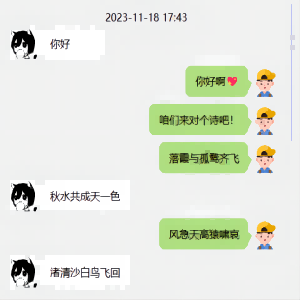 2023-11-18 17:43
你好
你好啊
咱们来对个诗吧！
落霞与孤鹜齐飞
秋水共成天一色
风急天高猿啸哀
渚清沙白鸟飞回